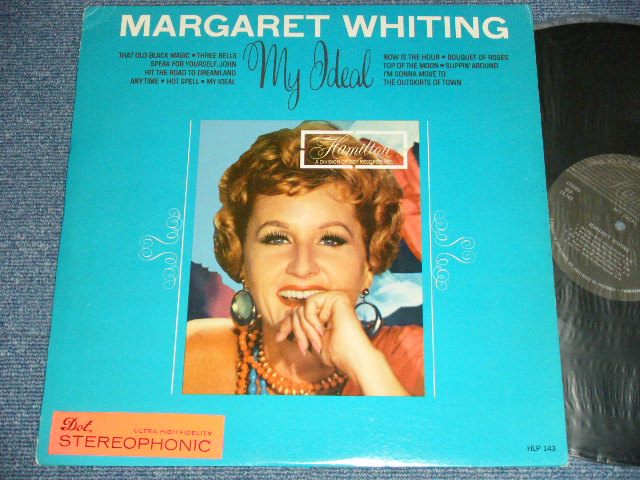 MARGARET WHITING
My Ideal
THAT OLD BLACK MAGIC • THREE BELLS
SPEAK FOR YOURSELF, JOHN
HIT THE ROAD TO DREAMLAND
ANYTIME • HOT SPELL • MY IDEAL
NOW IS THE HOUR • BOUQUET OF ROSES
TOP OF THE MOON • SLIPPIN' AROUND
I'M GONNA MOVE TO
THE OUTSKIRTS OF TOWN
Hamilton
A DIVISION OF DOT RECORDS, INC.
Dot
ULTRA HIGH FIDELITY
STEREOPHONIC
HLP 143